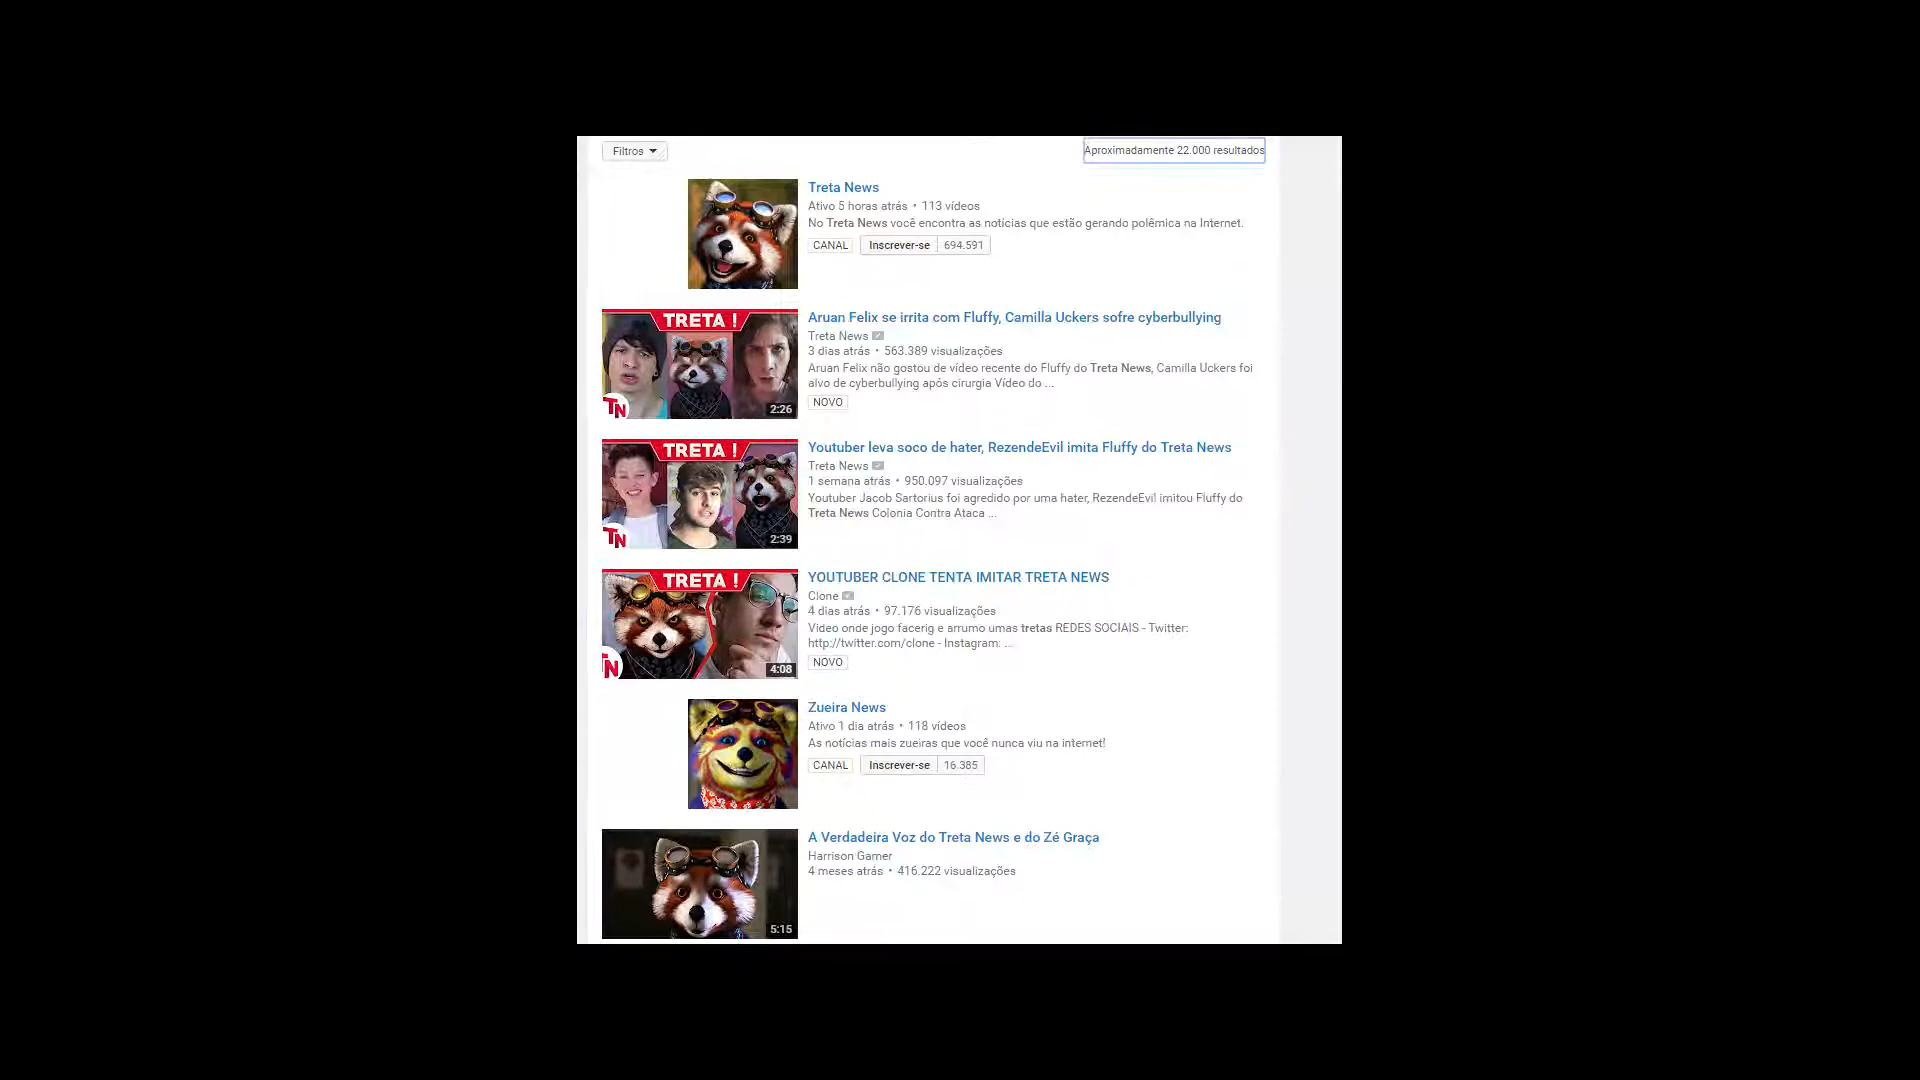 Filtros
Aproximadamente 22.000 resultados
Treta News
Ativo 5 horas atrás • 113 vídeos
No Treta News você encontra as notícias que estão gerando polêmica na Internet.
CANAL Inscrever-se 694.591
TRETA !
TN
2:26
Aruan Felix se irrita com Fluffy, Camilla Uckers sofre cyberbullying
Treta News
3 dias atrás • 563.389 visualizações
Aruan Felix não gostou de vídeo recente do Fluffy do Treta News, Camilla Uckers foi
alvo de cyberbullying após cirurgia Vídeo do ...
NOVO
TRETA !
TN
2:39
Youtuber leva soco de hater, RezendeEvil imita Fluffy do Treta News
Treta News
1 semana atrás • 950.097 visualizações
Youtuber Jacob Sartorius foi agredido por uma hater, RezendeEvil imitou Fluffy do
Treta News Colonia Contra Ataca ...
TRETA !
TN
4:08
YOUTUBER CLONE TENTA IMITAR TRETA NEWS
Clone
4 dias atrás • 97.176 visualizações
Video onde jogo facerig e arrumo umas tretas REDES SOCIAIS - Twitter:
http://twitter.com/clone - Instagram: ...
NOVO
Zueira News
Ativo 1 dia atrás • 118 vídeos
As notícias mais zueiras que você nunca viu na internet!
CANAL Inscrever-se 16.385
5:15
A Verdadeira Voz do Treta News e do Zé Graça
Harrison Gamer
4 meses atrás • 416.222 visualizações